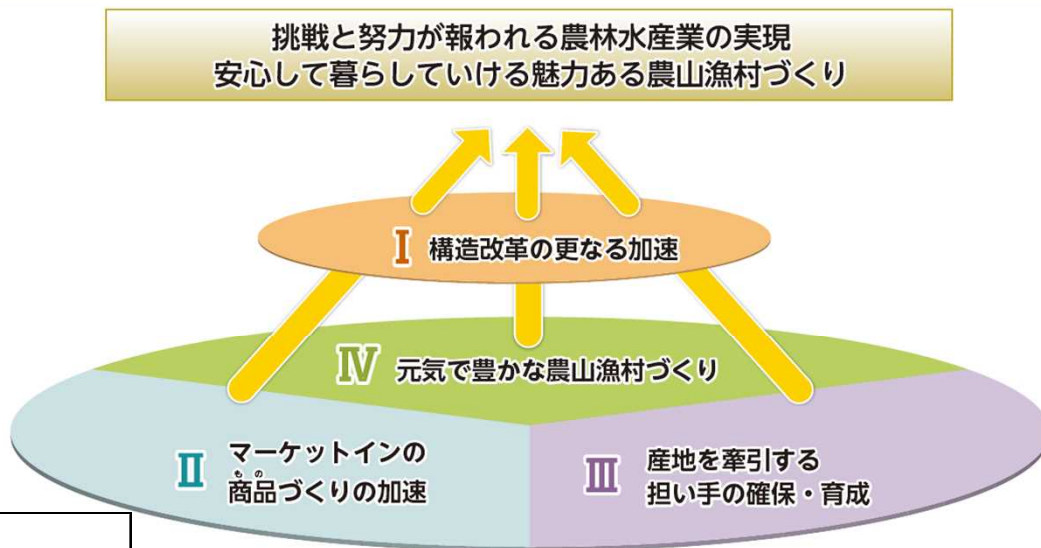 挑戦と努力が報われる農林水産業の実現
安心して暮らしていける魅力ある農山漁村づくり
Ⅰ 構造改革の更なる加速
Ⅳ 元気で豊かな農山漁村づくり
Ⅱ マーケットインの
商品づくりの加速
もの
Ⅲ 産地を牽引する
担い手の確保・育成